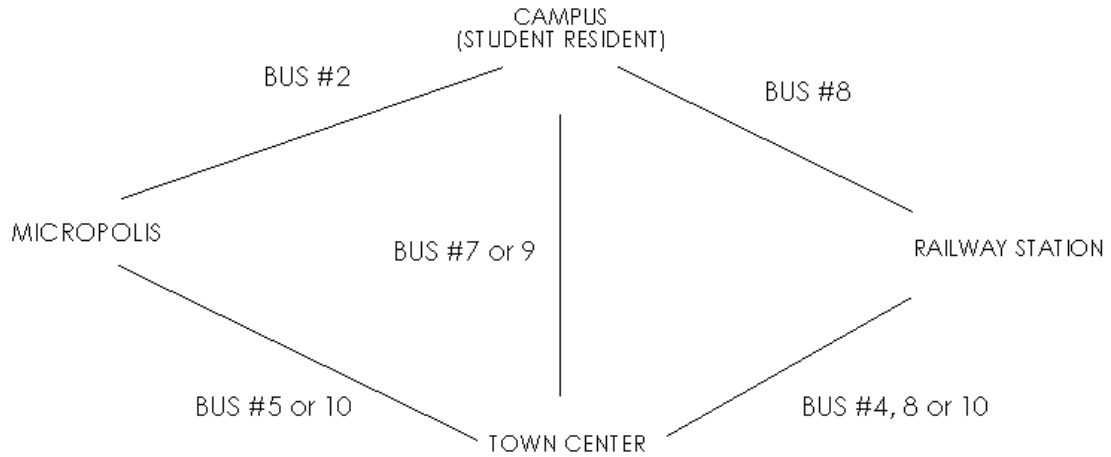 CAMPUS
(STUDENT RESIDENT)
BUS #2
BUS #8
MICROPOLIS
BUS #7 or 9
RAILWAY STATION
BUS #5 or 10
BUS #4, 8 or 10
TOWN CENTER